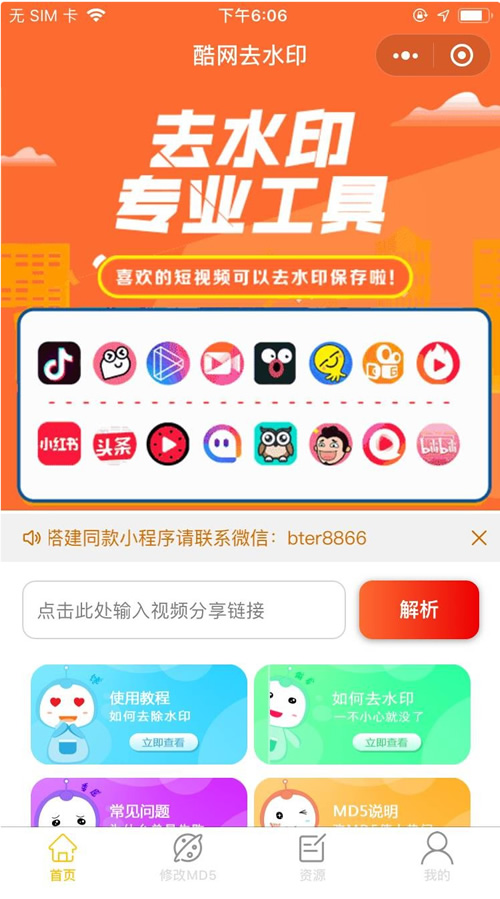 无 SIM 卡
下午6:06
酷网去水印
去水印
专业工具
喜欢的短视频可以去水印保存啦！
小红书
头条
bilibili
搭建同款小程序请联系微信：bter8866
点击此处输入视频分享链接
解析
使用教程
如何去除水印
立即查看
如何去水印
一不小心就没了
立即查看
常见问题
MD5说明
首页
修改MD5
资源
我的